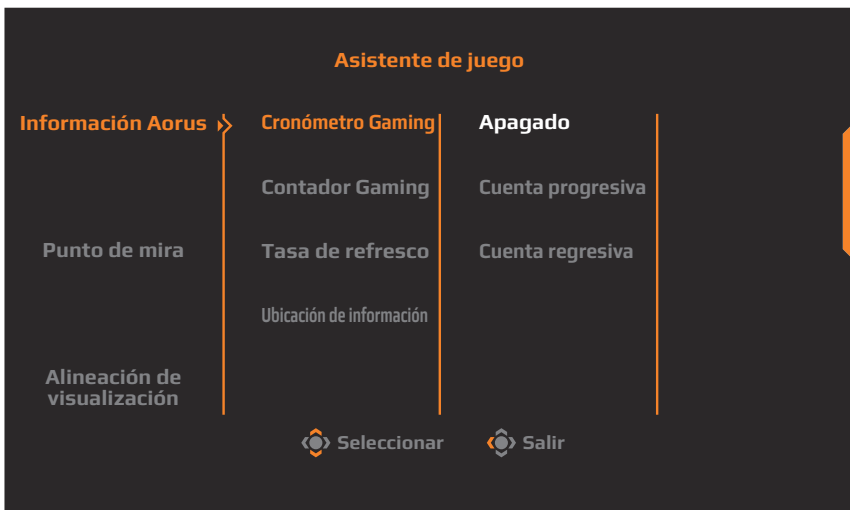 Asistente de juego
Información Aorus
Cronómetro Gaming
Apagado
Contador Gaming
Cuenta progresiva
Punto de mira
Tasa de refresco
Cuenta regresiva
Ubicación de información
Alineación de
visualización
Seleccionar
Salir